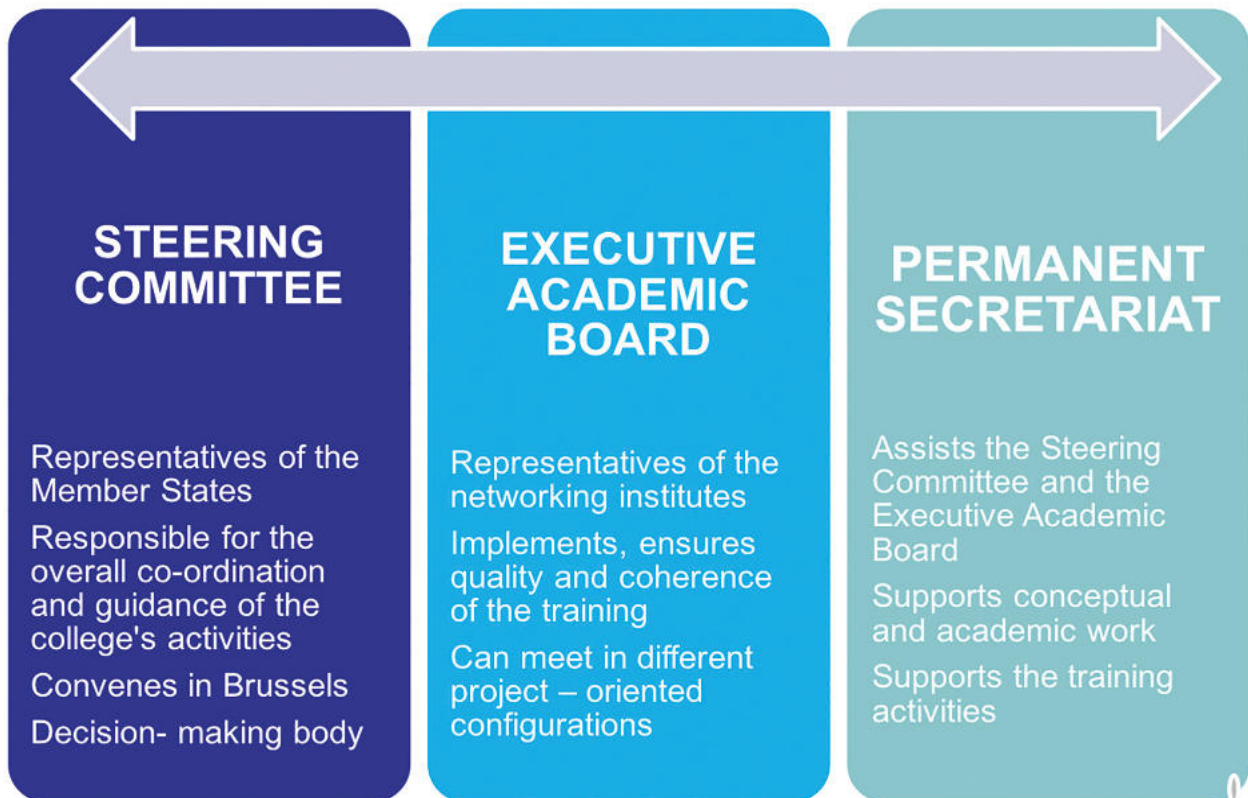 STEERING
COMMITTEE
Representatives of the
Member States
Responsible for the
overall co-ordination
and guidance of the
college's activities
Convenes in Brussels
Decision- making body
EXECUTIVE
ACADEMIC
BOARD
Representatives of the
networking institutes
Implements, ensures
quality and coherence
of the training
Can meet in different
project – oriented
configurations
PERMANENT
SECRETARIAT
Assists the Steering
Committee and the
Executive Academic
Board
Supports conceptual
and academic work
Supports the training
activities